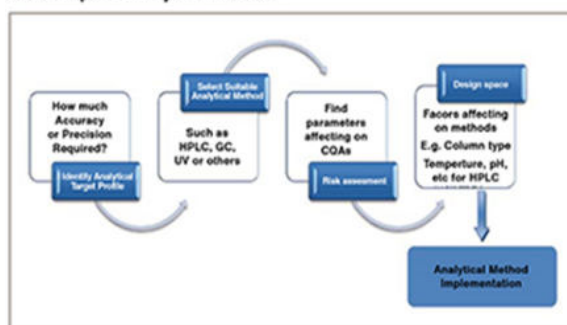 How much
Accuracy
or Precision
Required?
Identify Analytical
Target Profile
Select Suitable
Analytical Method
Such as
HPLC, GC,
UV or others
Find
parameters
affecting on
CQAs
Risk assessment
Design space
Facors affecting
on methods
E.g. Column type
Temperture, pH,
etc for HPLC
Analytical Method
Implementation